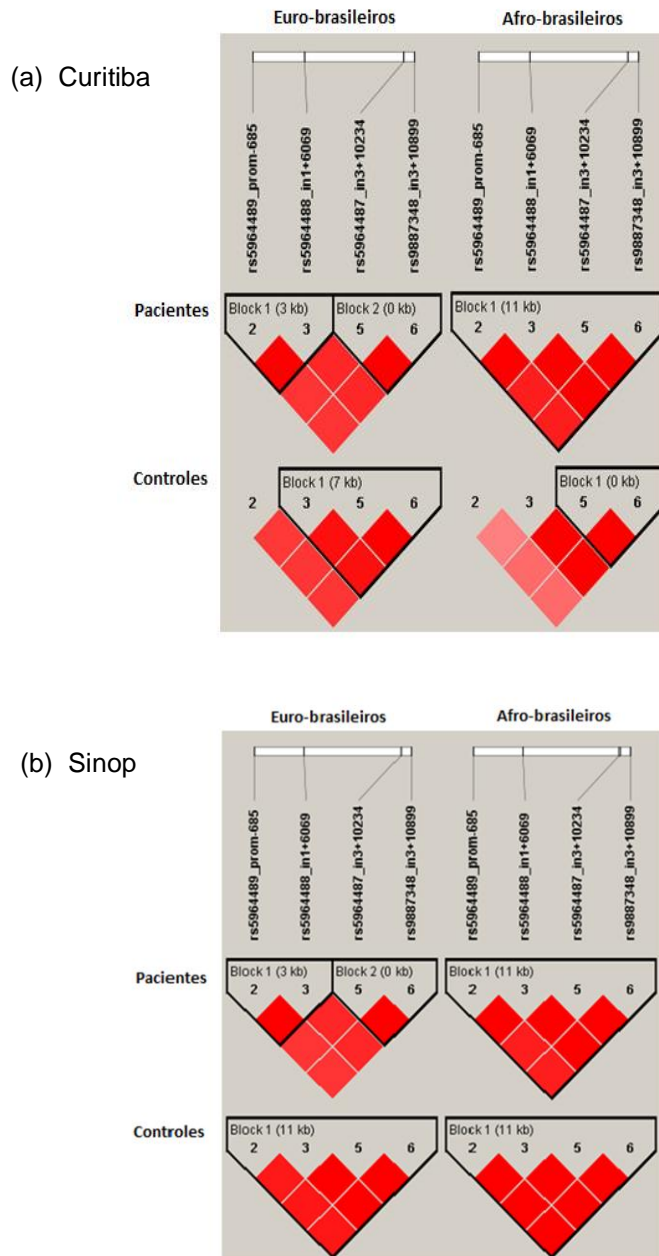 Euro-brasileiros Afro-brasileiros
(a) Curitiba
rs5964489_prom-685
rs5964488_in1+6069
rs5964487_in3+10234
rs9887348_in3+10899
rs5964489_prom-685
rs5964488_in1+6069
rs5964487_in3+10234
rs9887348_in3+10899
Pacientes
Block 1 (3 kb) Block 2 (0 kb) Block 1 (11 kb)
2 3 5 6 2 3 5 6
Controles
Block 1 (7 kb) Block 1 (0 kb)
2 3 5 6 2 3 5 6
Euro-brasileiros Afro-brasileiros
(b) Sinop
rs5964489_prom-685
rs5964488_in1+6069
rs5964487_in3+10234
rs9887348_in3+10899
rs5964489_prom-685
rs5964488_in1+6069
rs5964487_in3+10234
rs9887348_in3+10899
Pacientes
Block 1 (3 kb) Block 2 (0 kb) Block 1 (11 kb)
2 3 5 6 2 3 5 6
Controles
Block 1 (11 kb) Block 1 (11 kb)
2 3 5 6 2 3 5 6